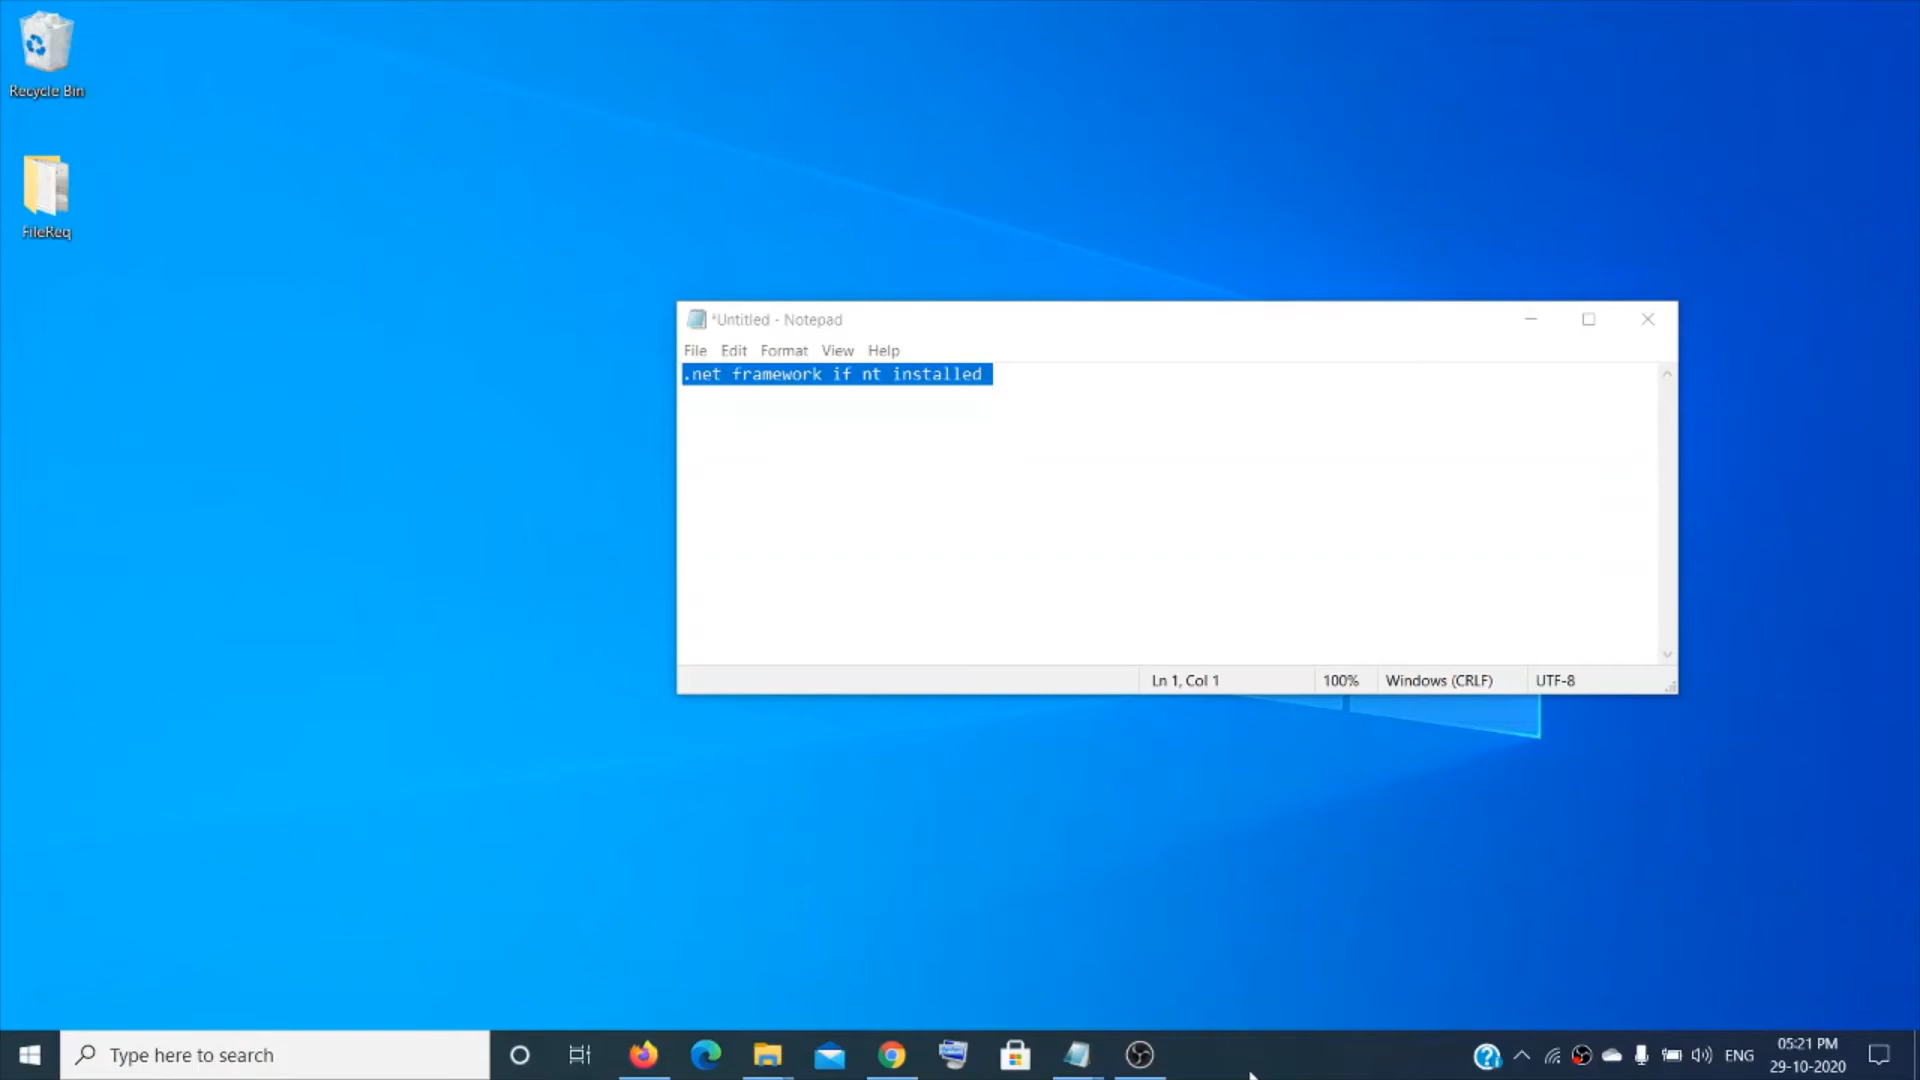 Recycle Bin
FileReq
*Untitled - Notepad
File Edit Format View Help
.net framework if nt installed
Ln 1, Col 1 100% Windows (CRLF) UTF-8
Type here to search
ENG
05:21 PM
29-10-2020